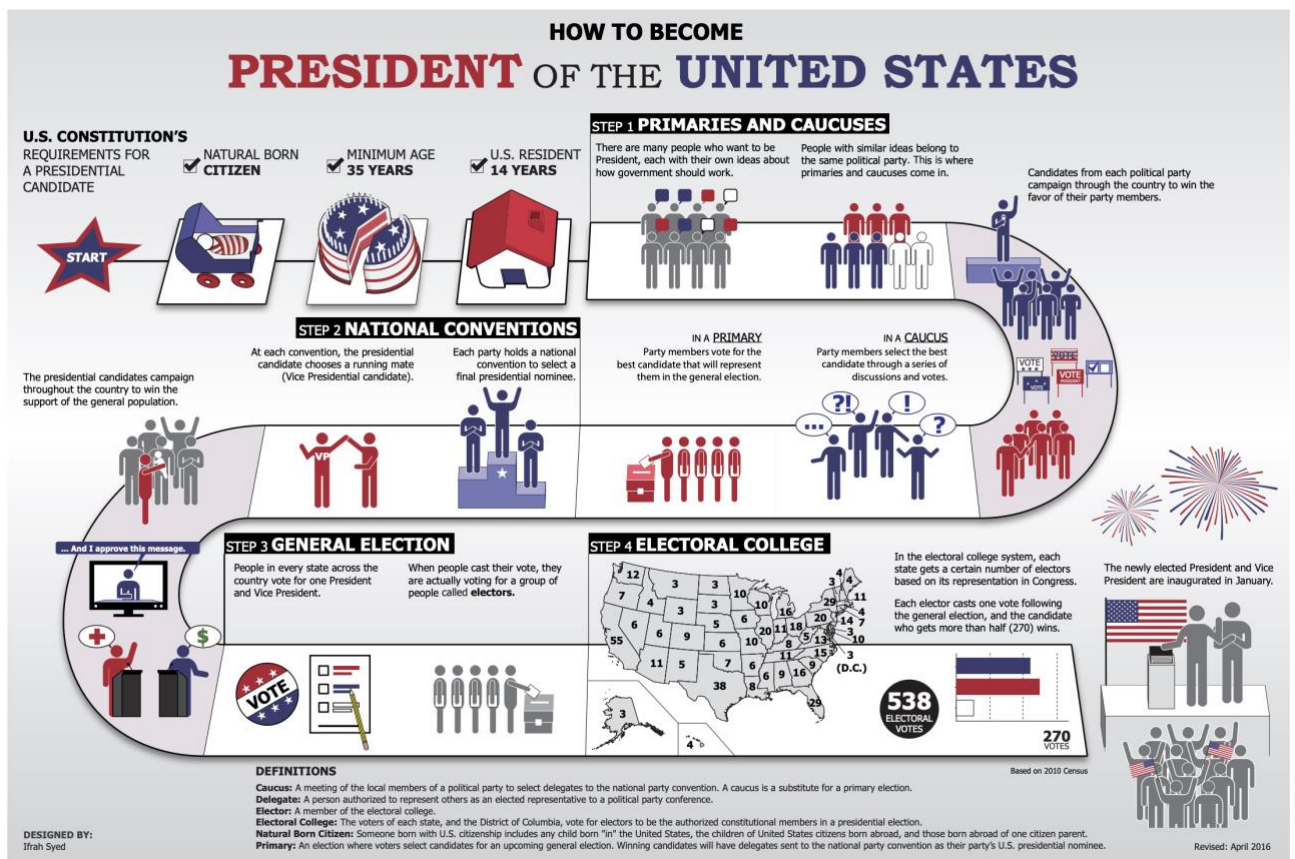 HOW TO BECOME
PRESIDENT OF THE UNITED STATES
U.S. CONSTITUTION'S
REQUIREMENTS FOR
A PRESIDENTIAL
CANDIDATE
NATURAL BORN
CITIZEN
MINIMUM AGE
35 YEARS
U.S. RESIDENT
14 YEARS
START
STEP 1 PRIMARIES AND CAUCUSES
There are many people who want to be
President, each with their own ideas about
how government should work.
People with similar ideas belong to
the same political party. This is where
primaries and caucuses come in.
Candidates from each political party
campaign through the country to win the
favor of their party members.
VOTE
VOTE
VOTE
VOTE
IN A PRIMARY
Party members vote for the
best candidate that will represent
them in the general election.
IN A CAUCUS
Party members select the best
candidate through a series of
discussions and votes.
...
?!
!
?
STEP 2 NATIONAL CONVENTIONS
At each convention, the presidential
candidate chooses a running mate
(Vice Presidential candidate).
Each party holds a national
convention to select a
final presidential nominee.
VP
The presidential candidates campaign
throughout the country to win the
support of the general population.
... And I approve this message.
$
STEP 3 GENERAL ELECTION
People in every state across the
country vote for one President
and Vice President.
When people cast their vote, they
are actually voting for a group of
people called electors.
VOTE
STEP 4 ELECTORAL COLLEGE
12
7
55
4
6
3
3
6
11
9
5
3
3
5
6
7
38
10
6
10
6
8
10
20
16
11
18
8
11
6
9
16
29
9
15
13
5
20
29
3
4
4
11
4
7
14
3
10
3
(D.C.)
3
4
In the electoral college system, each
state gets a certain number of electors
based on its representation in Congress.
Each elector casts one vote following
the general election, and the candidate
who gets more than half (270) wins.
538
ELECTORAL
VOTES
270
VOTES
Based on 2010 Census
The newly elected President and Vice
President are inaugurated in January.
DEFINITIONS
Caucus: A meeting of the local members of a political party to select delegates to the national party convention. A caucus is a substitute for a primary election.
Delegate: A person authorized to represent others as an elected representative to a political party conference.
Elector: A member of the electoral college.
Electoral College: The voters of each state, and the District of Columbia, vote for electors to be the authorized constitutional members in a presidential election.
Natural Born Citizen: Someone born with U.S. citizenship includes any child born "in" the United States, the children of United States citizens born abroad, and those born abroad of one citizen parent.
Primary: An election where voters select candidates for an upcoming general election. Winning candidates will have delegates sent to the national party convention as their party's U.S. presidential nominee.
DESIGNED BY:
Ifrah Syed
Revised: April 2016